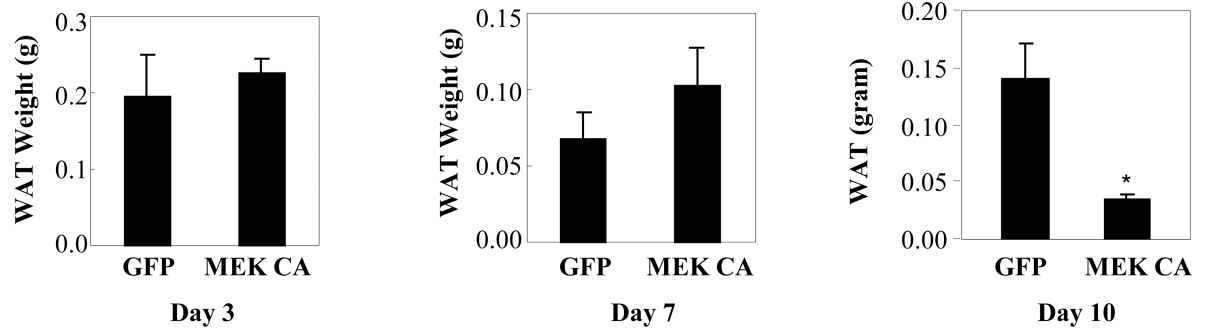 WAT Weight (g)
0.3
0.2
0.1
0.0
GFP MEK CA
Day 3
WAT Weight (g)
0.15
0.10
0.05
0.00
GFP MEK CA
Day 7
WAT (gram)
0.20
0.15
0.10
0.05
0.00
*
GFP MEK CA
Day 10